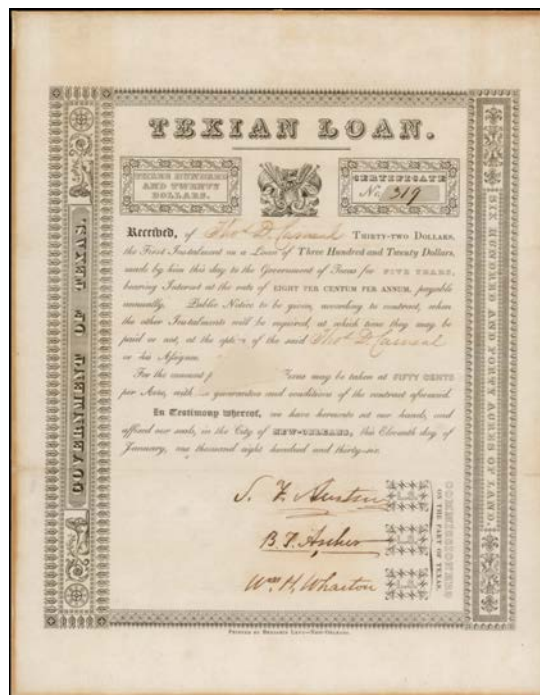 TEXIAN LOAN.
THREE HUNDRED
AND TWENTY
DOLLARS.
CERTIFICATE
No. 319
Received, of Thos. D. Carneal THIRTY-TWO DOLLARS,
the First Instalment on a Loan of Three Hundred and Twenty Dollars,
made by him this day to the Government of Texas for FIVE YEARS,
bearing Interest at the rate of EIGHT PER CENTUM PER ANNUM, payable
annually. Public Notice to be given, according to contract, when
the other Instalments will be required, at which time they may be
paid or not, at the option of the said Thos. D. Carneal
or his Assigns.
For the amount may be taken at FIFTY CENTS
per Acre, with guarantees and conditions of the contract aforesaid.
In Testimony whereof, we have hereunto set our hands, and
affixed our seals, in the City of NEW-ORLEANS, this Eleventh day of
January, one thousand eight hundred and thirty-six.
S. F. Austin
B. T. Archer
Wm. H. Wharton
L.S.
L.S.
L.S.
COMMISSIONERS
ON THE PART OF TEXAS.
GOVERNMENT OF TEXAS.
SIX HUNDRED AND FORTY ACRES OF LAND.
PRINTED BY BENJAMIN LEVY—NEW-ORLEANS.